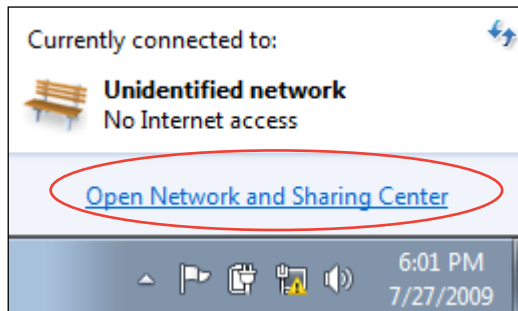 Currently connected to:
Unidentified network
No Internet access
Open Network and Sharing Center
6:01 PM
7/27/2009